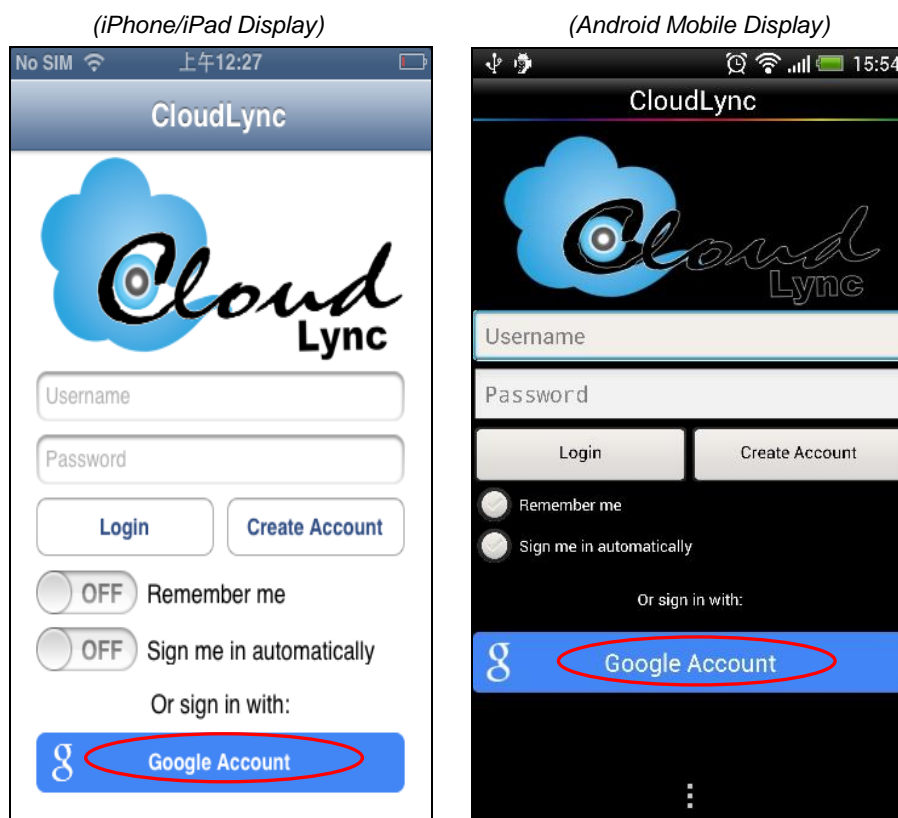 (iPhone/iPad Display)
No SIM 上午12:27
CloudLync
Cloud
Lync
Username
Password
Login Create Account
OFF Remember me
OFF Sign me in automatically
Or sign in with:
g Google Account
(Android Mobile Display)
15:54
CloudLync
Cloud
Lync
Username
Password
Login Create Account
Remember me
Sign me in automatically
Or sign in with:
g Google Account